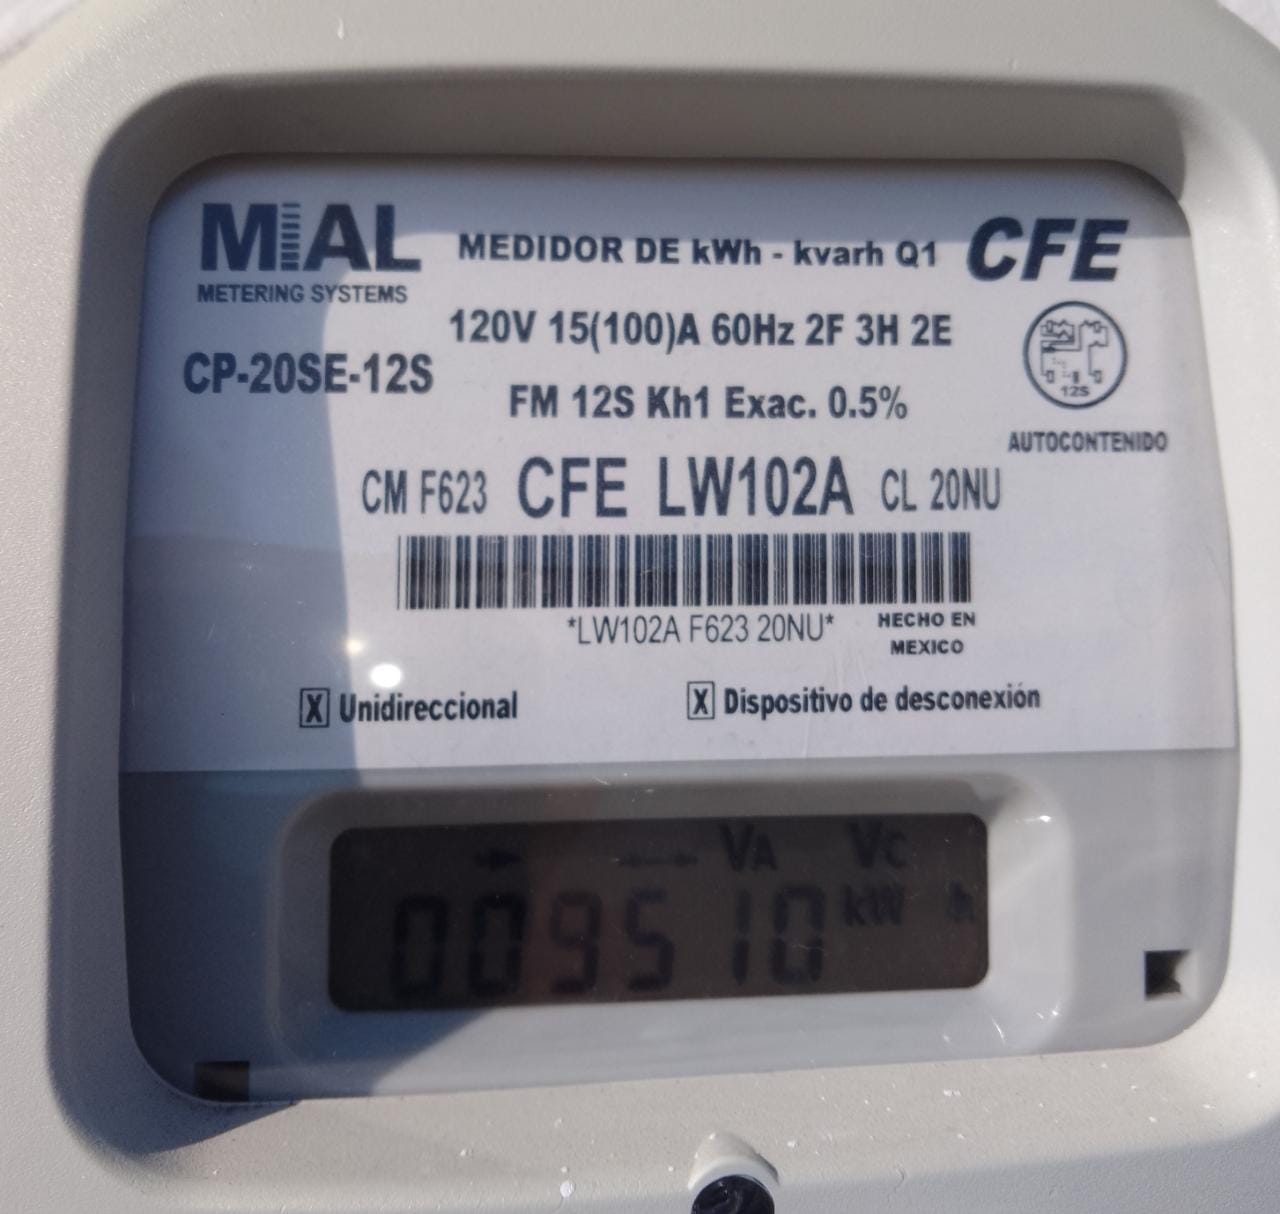 MIAL
METERING SYSTEMS
MEDIDOR DE kWh - kvarh Q1
CFE
120V 15(100)A 60Hz 2F 3H 2E
CP-20SE-12S
FM 12S Kh1 Exac. 0.5%
12S
AUTOCONTENIDO
CM F623 CFE LW102A CL 20NU
*LW102A F623 20NU*
HECHO EN
MEXICO
X Unidireccional
X Dispositivo de desconexión
VA VC
009510 kW h